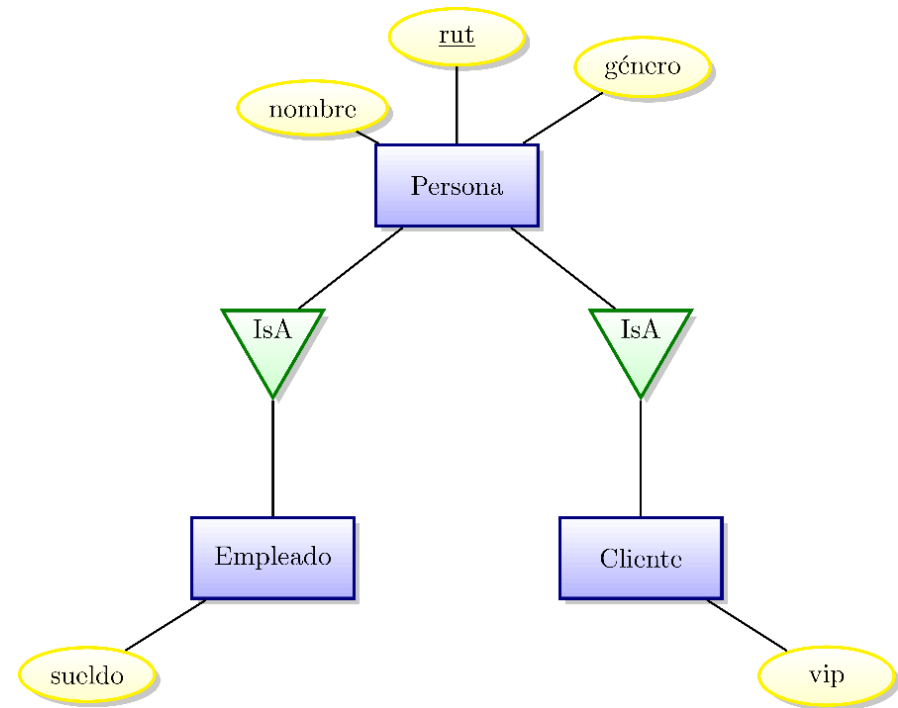 rut
género
nombre
Persona
IsA
IsA
Empleado
Cliente
sueldo
vip